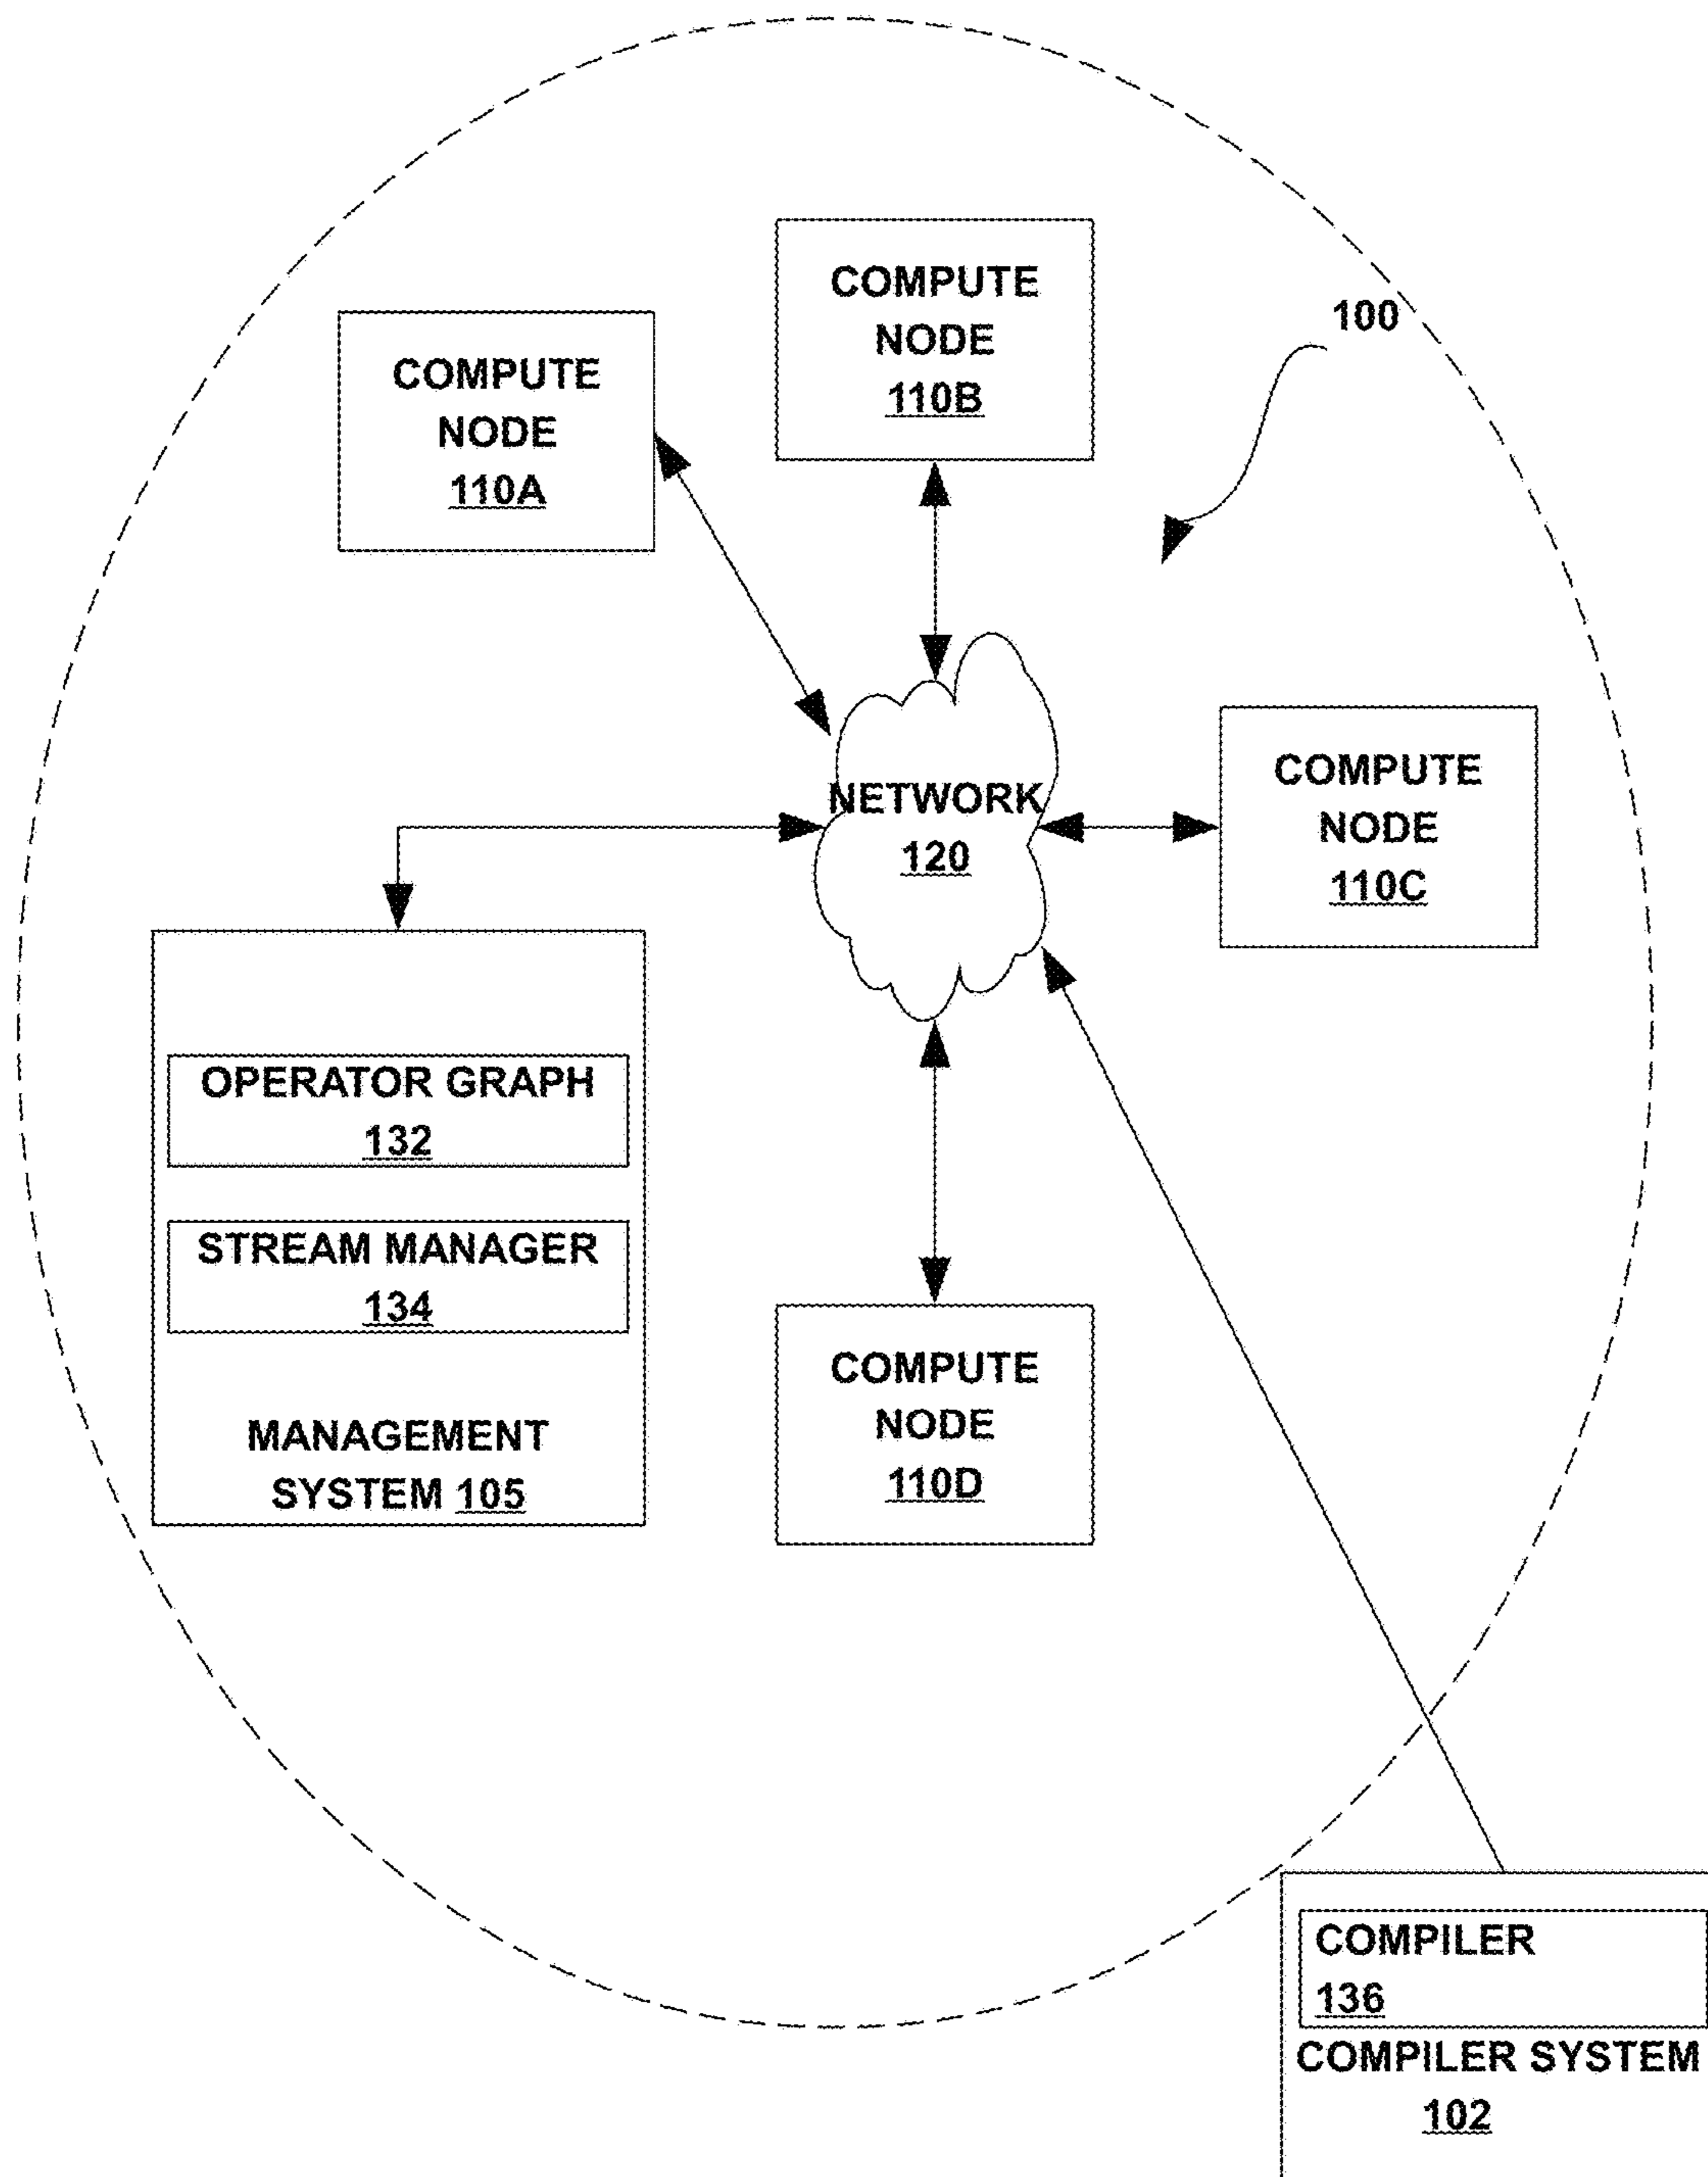 COMPUTE
NODE
110B
100
COMPUTE
NODE
110A
NETWORK
120
COMPUTE
NODE
110C
OPERATOR GRAPH
132
STREAM MANAGER
134
MANAGEMENT
SYSTEM 105
COMPUTE
NODE
110D
COMPILER
136
COMPILER SYSTEM
102